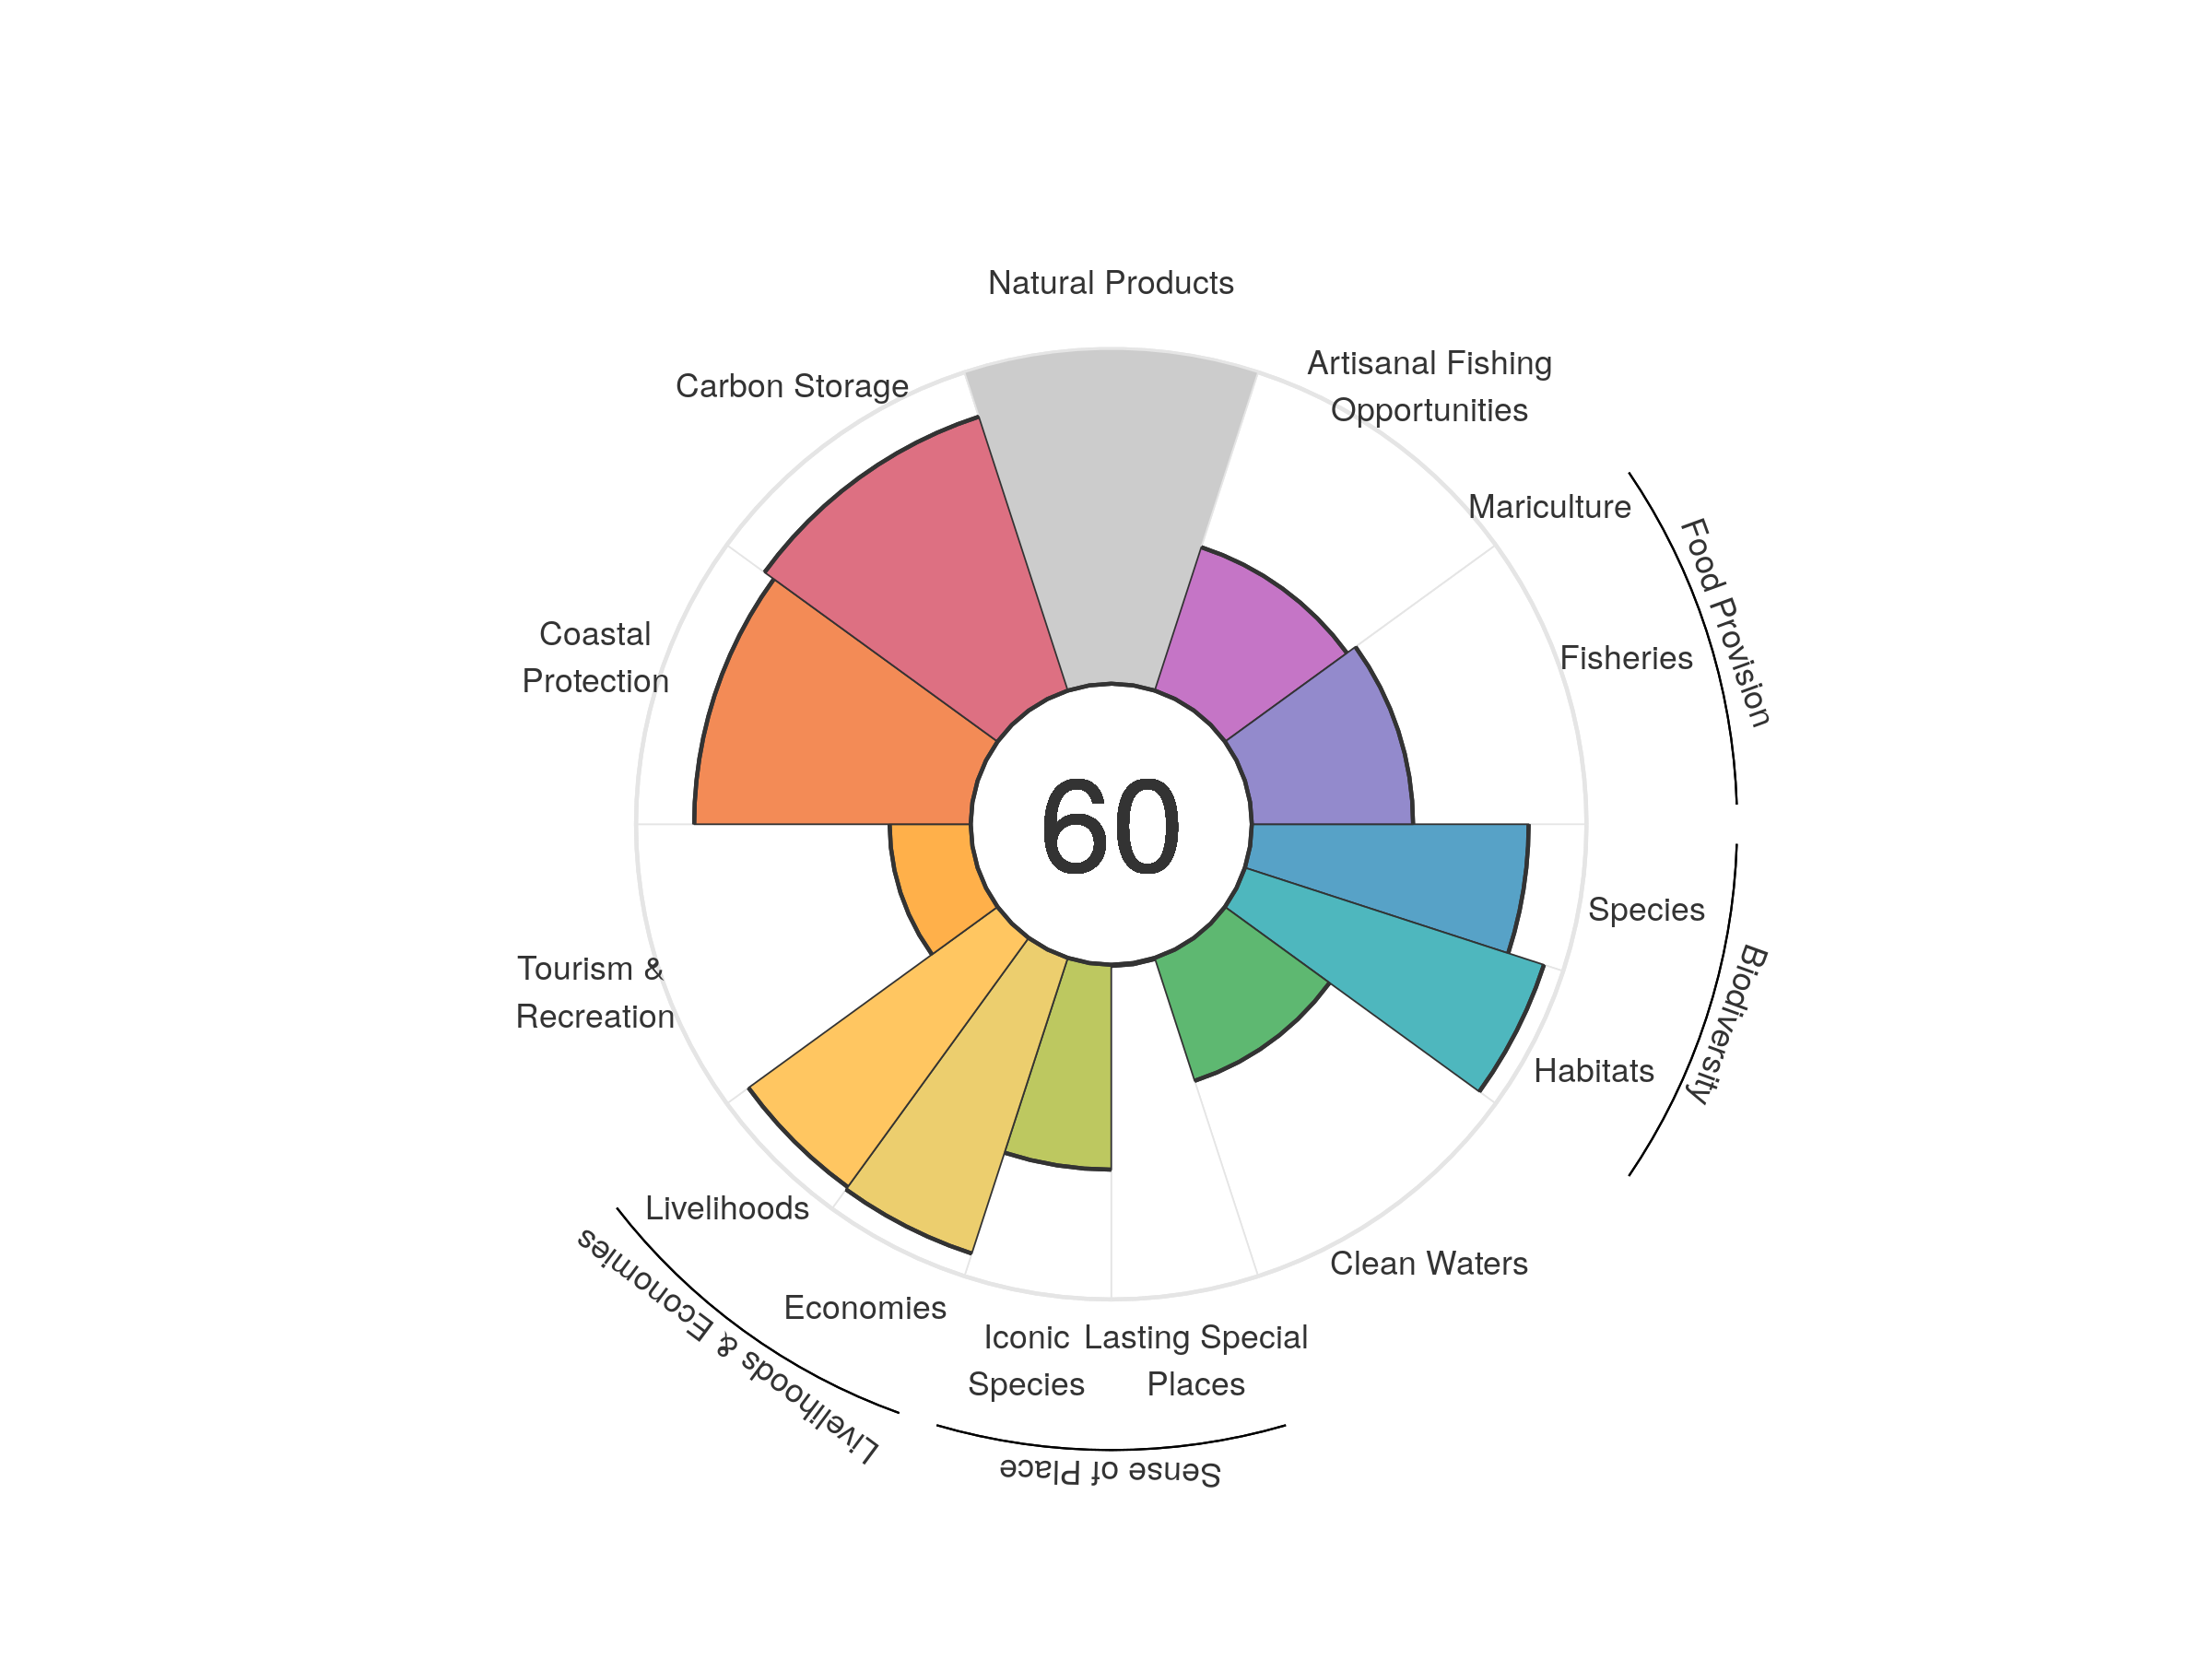 Natural Products
Artisanal Fishing
Opportunities
Carbon Storage
Mariculture
Food Provision
Fisheries
Coastal
Protection
60
Species
Biodiversity
Tourism &
Recreation
Habitats
Livelihoods
Clean Waters
Livelihoods & Economies
Economies
Iconic
Species
Lasting Special
Places
Sense of Place